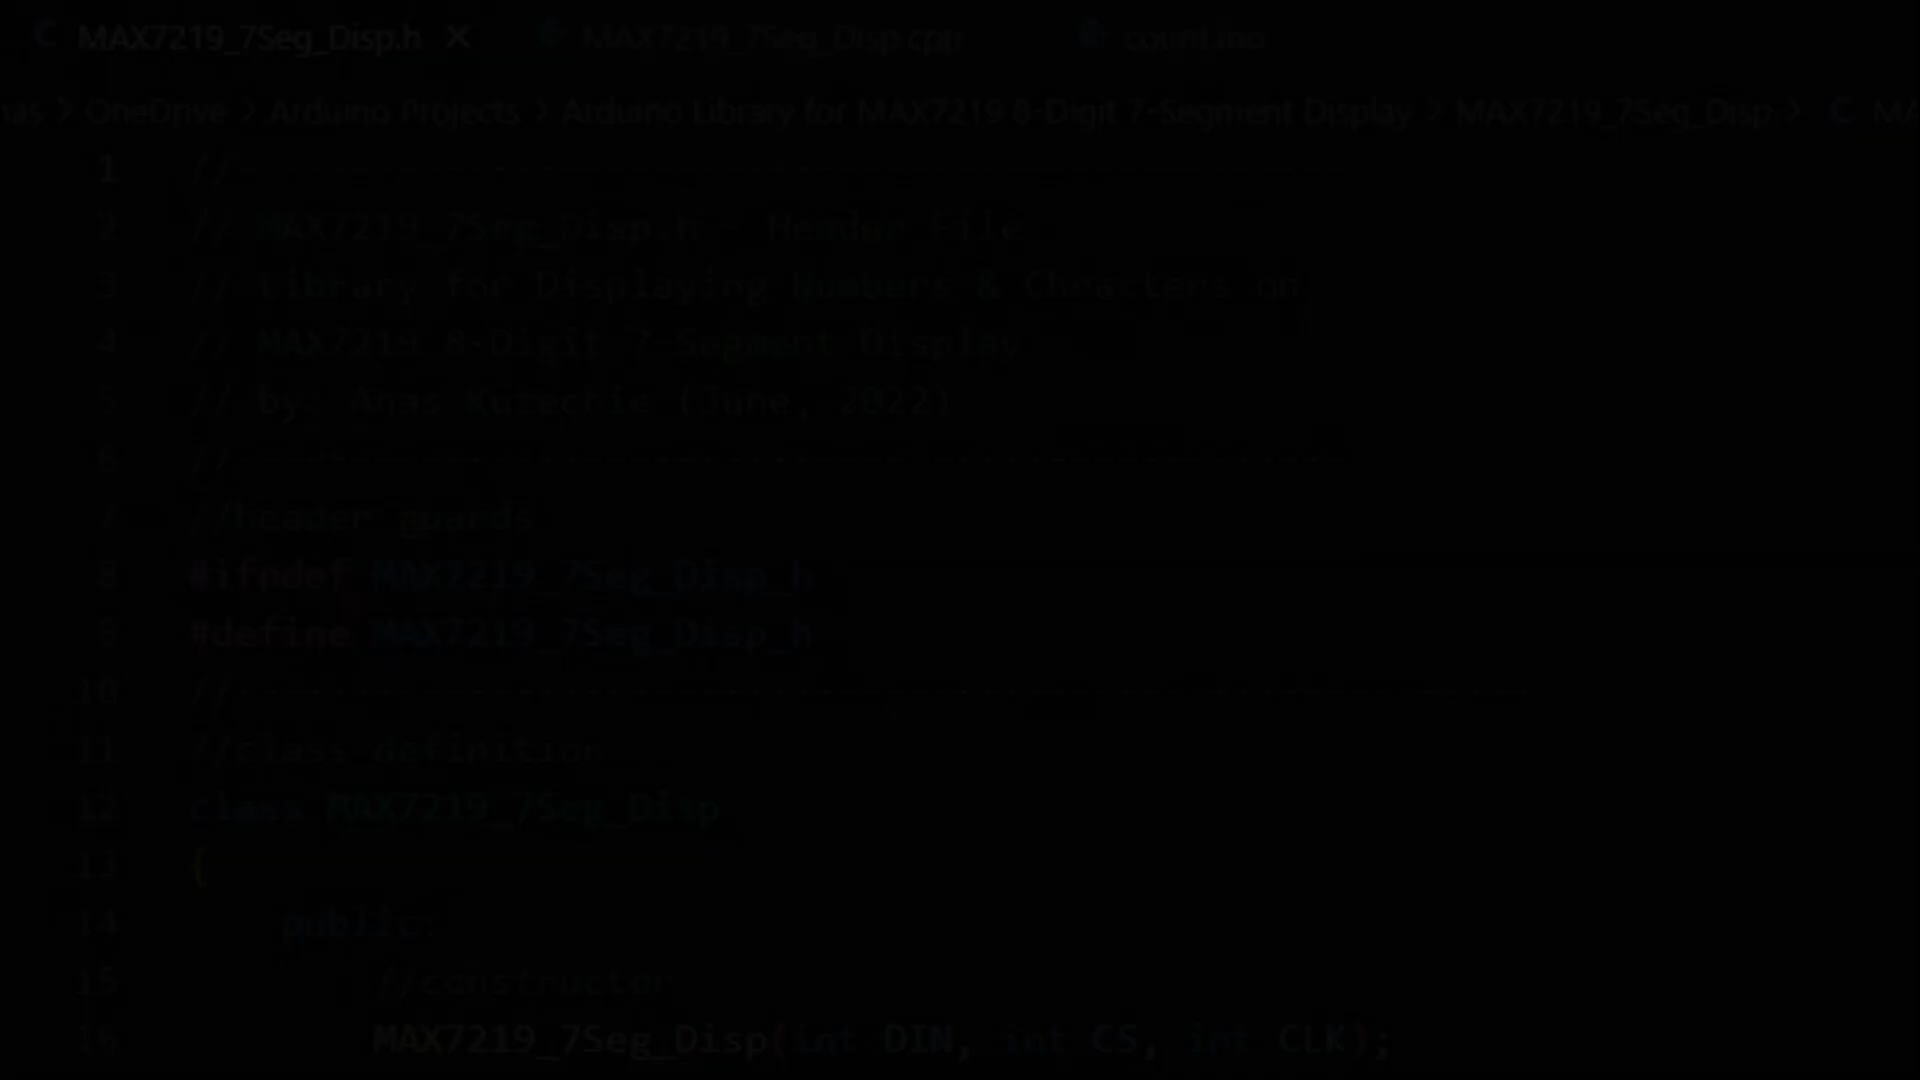 MAX7219_7Seg_Disp.h × MAX7219_7Seg_Disp.cpp count.ino
nas > OneDrive > Arduino Projects > Arduino Library for MAX7219 8-Digit 7-Segment Display > MAX7219_7Seg_Disp > C MA
1 //-----------------------------------------------
2 // MAX7219_7Seg_Disp.h - Header File
3 // Library for Displaying Numbers & Charcters on
4 // MAX7219 8-Digit 7-Segment Display
5 // by: Anas Kuzechie (June, 2022)
6 //-----------------------------------------------
7 //header guards
8 #ifndef MAX7219_7Seg_Disp_h
9 #define MAX7219_7Seg_Disp_h
10 //-------------------------------------------------------
11 //class definition
12 class MAX7219_7Seg_Disp
13 {
14 public:
15 //constructor
16 MAX7219_7Seg_Disp(int DIN, int CS, int CLK);